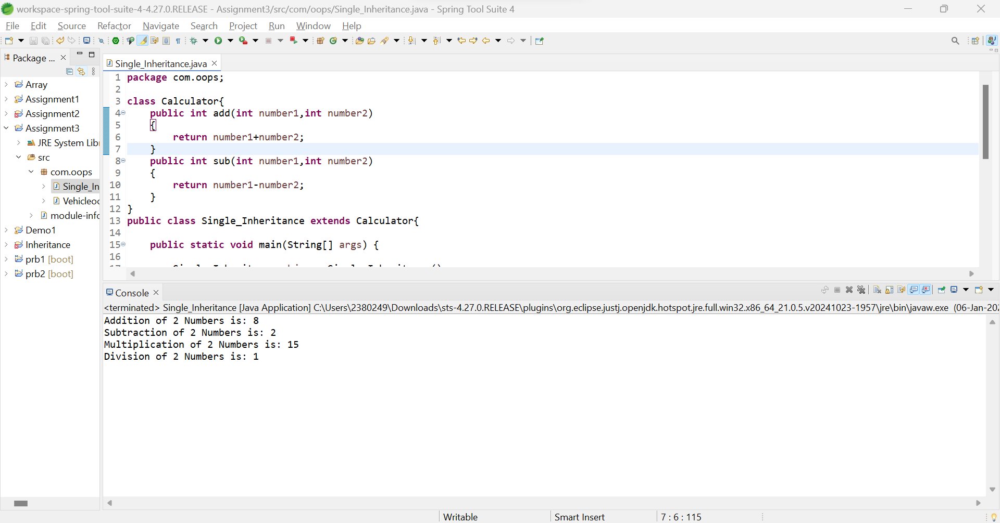 workspace-spring-tool-suite-4-4.27.0.RELEASE - Assignment3/src/com/oops/Single_Inheritance.java - Spring Tool Suite 4
File Edit Source Refactor Navigate Search Project Run Window Help
Package ...
Array
Assignment1
Assignment2
Assignment3
JRE System Libr
src
com.oops
Single_In
Vehicleoc
module-info
Demo1
Inheritance
prb1 [boot]
prb2 [boot]
Single_Inheritance.java
1 package com.oops;
2
3 class Calculator{
4 public int add(int number1,int number2)
5 {
6 return number1+number2;
7 }
8 public int sub(int number1,int number2)
9 {
10 return number1-number2;
11 }
12 }
13 public class Single_Inheritance extends Calculator{
14
15 public static void main(String[] args) {
16
Console
<terminated> Single_Inheritance [Java Application] C:\Users\2380249\Downloads\sts-4.27.0.RELEASE\plugins\org.eclipse.justj.openjdk.hotspot.jre.full.win32.x86_64_21.0.5.v20241023-1957\jre\bin\javaw.exe (06-Jan-202
Addition of 2 Numbers is: 8
Subtraction of 2 Numbers is: 2
Multiplication of 2 Numbers is: 15
Division of 2 Numbers is: 1
Writable Smart Insert 7 : 6 : 115